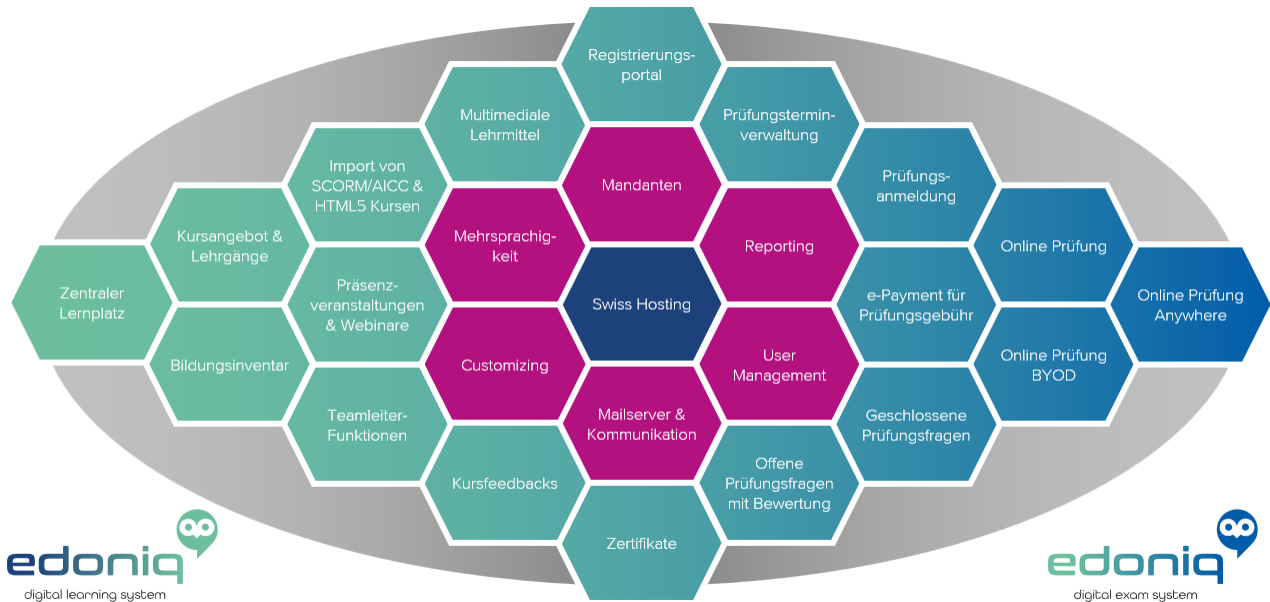 Registrierungs-
portal
Multimediale
Lehrmittel
Prüfungstermin-
verwaltung
Import von
SCORM/AICC &
HTML5 Kursen
Mandanten
Prüfungs-
anmeldung
Kursangebot &
Lehrgänge
Mehrsprachig-
keit
Reporting
Online Prüfung
Zentraler
Lernplatz
Präsenz-
veranstaltungen
& Webinare
Swiss Hosting
e-Payment für
Prüfungsgebühr
Online Prüfung
Anywhere
Bildungsinventar
Customizing
User
Management
Online Prüfung
BYOD
Teamleiter-
Funktionen
Mailserver &
Kommunikation
Geschlossene
Prüfungsfragen
Kursfeedbacks
Offene
Prüfungsfragen
mit Bewertung
Zertifikate
edoniq
digital learning system
edoniq
digital exam system